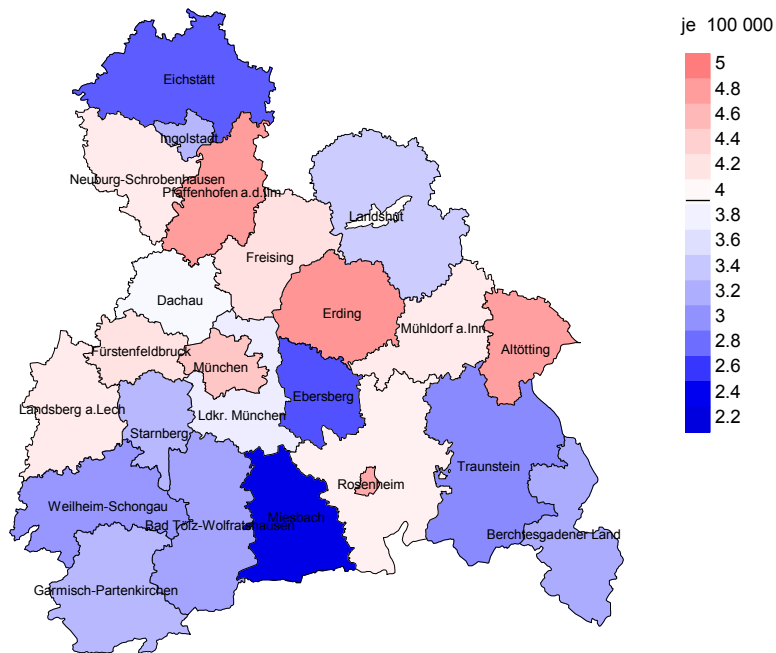 je 100 000
5
4.8
4.6
4.4
4.2
4
3.8
3.6
3.4
3.2
3
2.8
2.6
2.4
2.2
Eichstätt
Ingolstadt
Neuburg-Schrobenhausen
Pfaffenhofen a.d.Ilm
Landshut
Freising
Dachau
Erding
Mühldorf a.Inn
Altötting
Fürstenfeldbruck
München
Ebersberg
Landsberg a.Lech
Ldkr. München
Starnberg
Traunstein
Rosenheim
Weilheim-Schongau
Miesbach
Bad Tölz-Wolfratshausen
Berchtesgadener Land
Garmisch-Partenkirchen